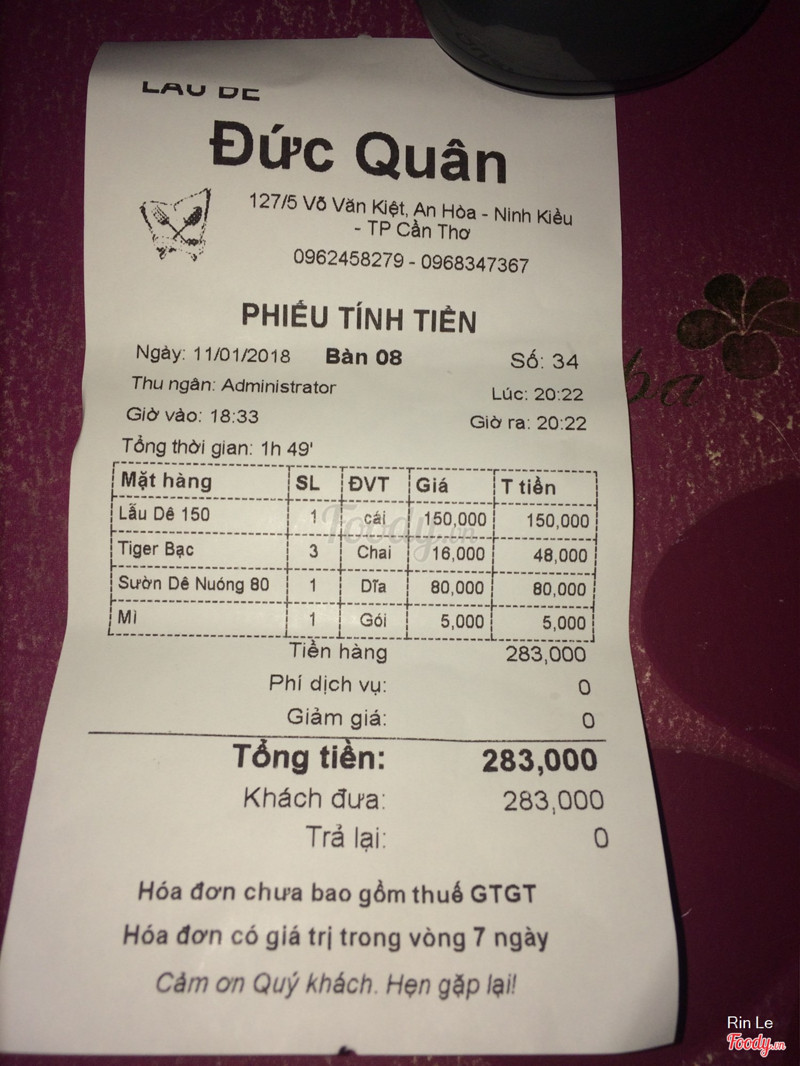 LẨU DÊ
Đức Quân
127/5 Võ Văn Kiệt, An Hòa - Ninh Kiều
- TP Cần Thơ
0962458279 - 0968347367
PHIẾU TÍNH TIỀN
Ngày: 11/01/2018 Bàn 08 Số: 34
Thu ngân: Administrator Lúc: 20:22
Giờ vào: 18:33 Giờ ra: 20:22
Tổng thời gian: 1h 49'
Mặt hàng SL ĐVT Giá T tiền
Lẩu Dê 150 1 cái 150,000 150,000
Tiger Bạc 3 Chai 16,000 48,000
Sườn Dê Nướng 80 1 Dĩa 80,000 80,000
Mì 1 Gói 5,000 5,000
Tiền hàng 283,000
Phí dịch vụ: 0
Giảm giá: 0
Tổng tiền: 283,000
Khách đưa: 283,000
Trả lại: 0
Hóa đơn chưa bao gồm thuế GTGT
Hóa đơn có giá trị trong vòng 7 ngày
Cảm ơn Quý khách. Hẹn gặp lại!
Foody.vn
Rin Le
Foody.vn